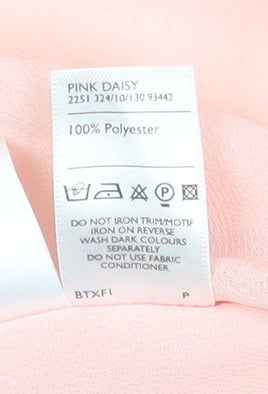 PINK DAISY
2251 324/10/130 93442
100% Polyester
P
DO NOT IRON TRIM/MOTIF
IRON ON REVERSE
WASH DARK COLOURS
SEPARATELY
DO NOT USE FABRIC
CONDITIONER
BTXFI P